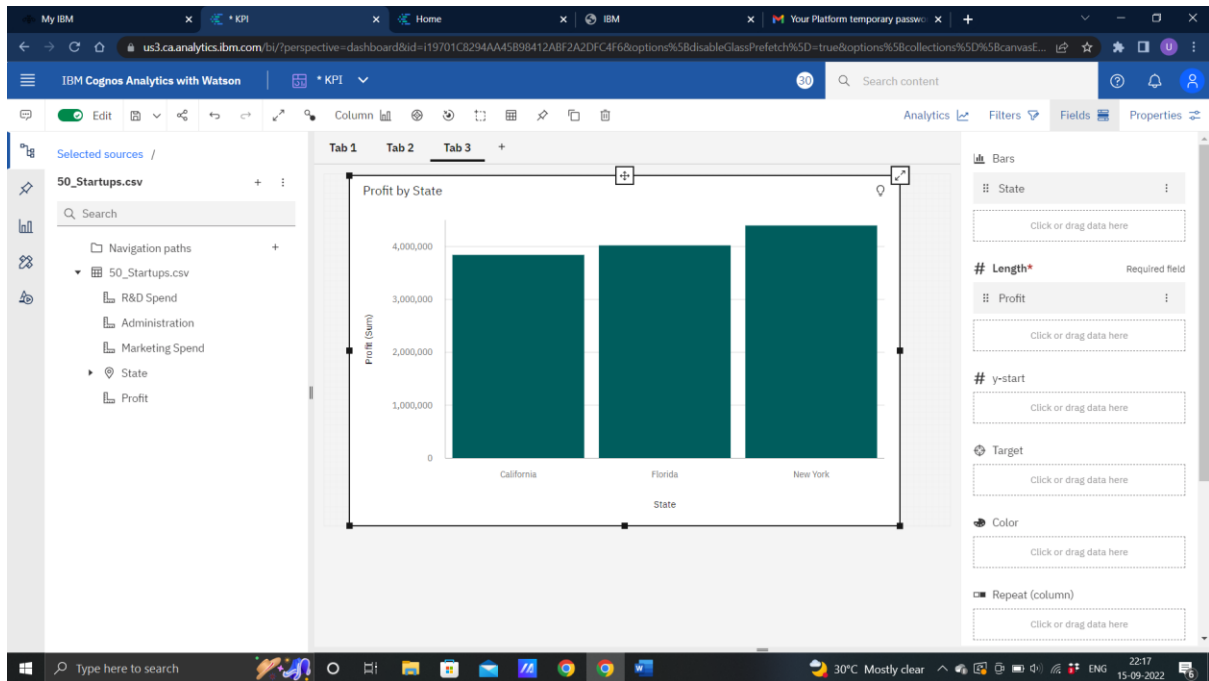 My IBM
* KPI
Home
IBM
Your Platform temporary passwo
us3.ca.analytics.ibm.com/bi/?perspective=dashboard&id=i19701C8294AA45B98412ABF2A2DFC4F6&options%5BdisableGlassPrefetch%5D=true&options%5Bcollections%5D%5BcanvasE...
U
IBM Cognos Analytics with Watson
* KPI
30
Search content
Edit
Column
Analytics
Filters
Fields
Properties
Selected sources /
50_Startups.csv
Search
Navigation paths
50_Startups.csv
R&D Spend
Administration
Marketing Spend
State
Profit
Tab 1 Tab 2 Tab 3
Profit by State
Profit (Sum)
4,000,000
3,000,000
2,000,000
1,000,000
0
California Florida New York
State
Bars
State
Click or drag data here
# Length* Required field
Profit
Click or drag data here
# y-start
Click or drag data here
Target
Click or drag data here
Color
Click or drag data here
Repeat (column)
Click or drag data here
Type here to search
30°C Mostly clear
ENG
22:17
15-09-2022
6